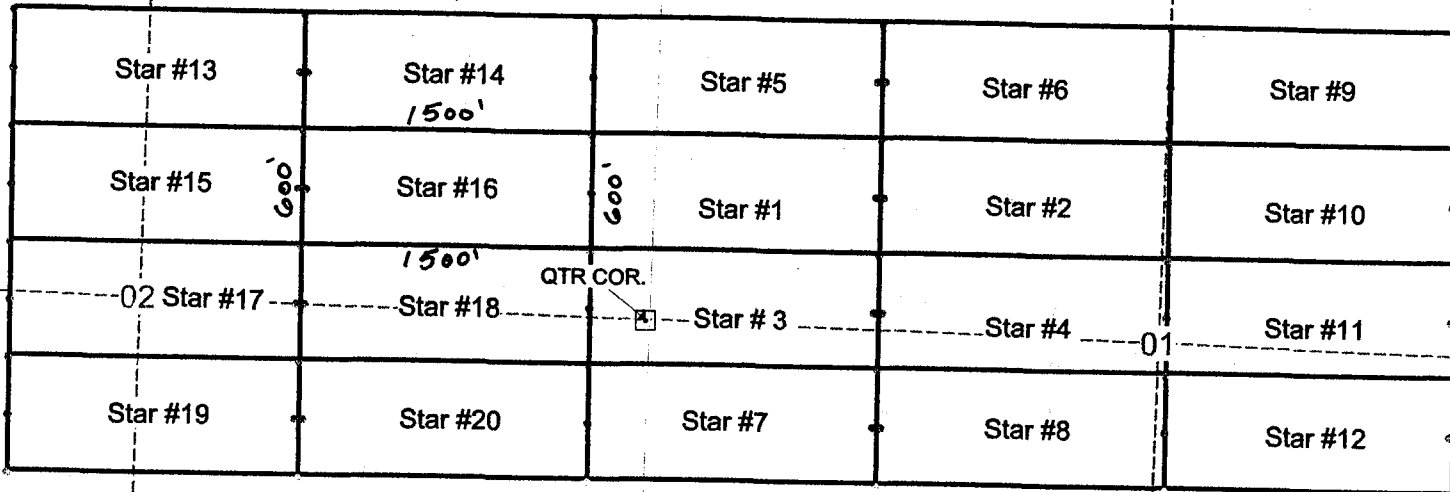 Star #13
Star #14
Star #5
Star #6
Star #9
1500'
Star #15
600'
Star #16
600'
Star #1
Star #2
Star #10
1500'
QTR COR.
02 Star #17
Star #18
Star # 3
Star #4
01
Star #11
Star #19
Star #20
Star #7
Star #8
Star #12